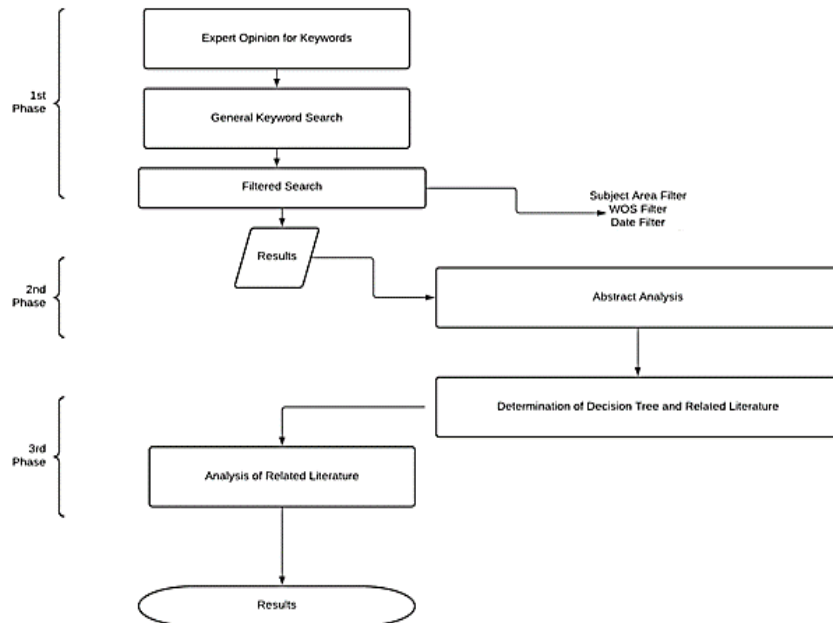 Expert Opinion for Keywords
1st
Phase
General Keyword Search
Filtered Search
Subject Area Filter
WOS Filter
Date Filter
Results
2nd
Phase
Abstract Analysis
Determination of Decision Tree and Related Literature
3rd
Phase
Analysis of Related Literature
Results